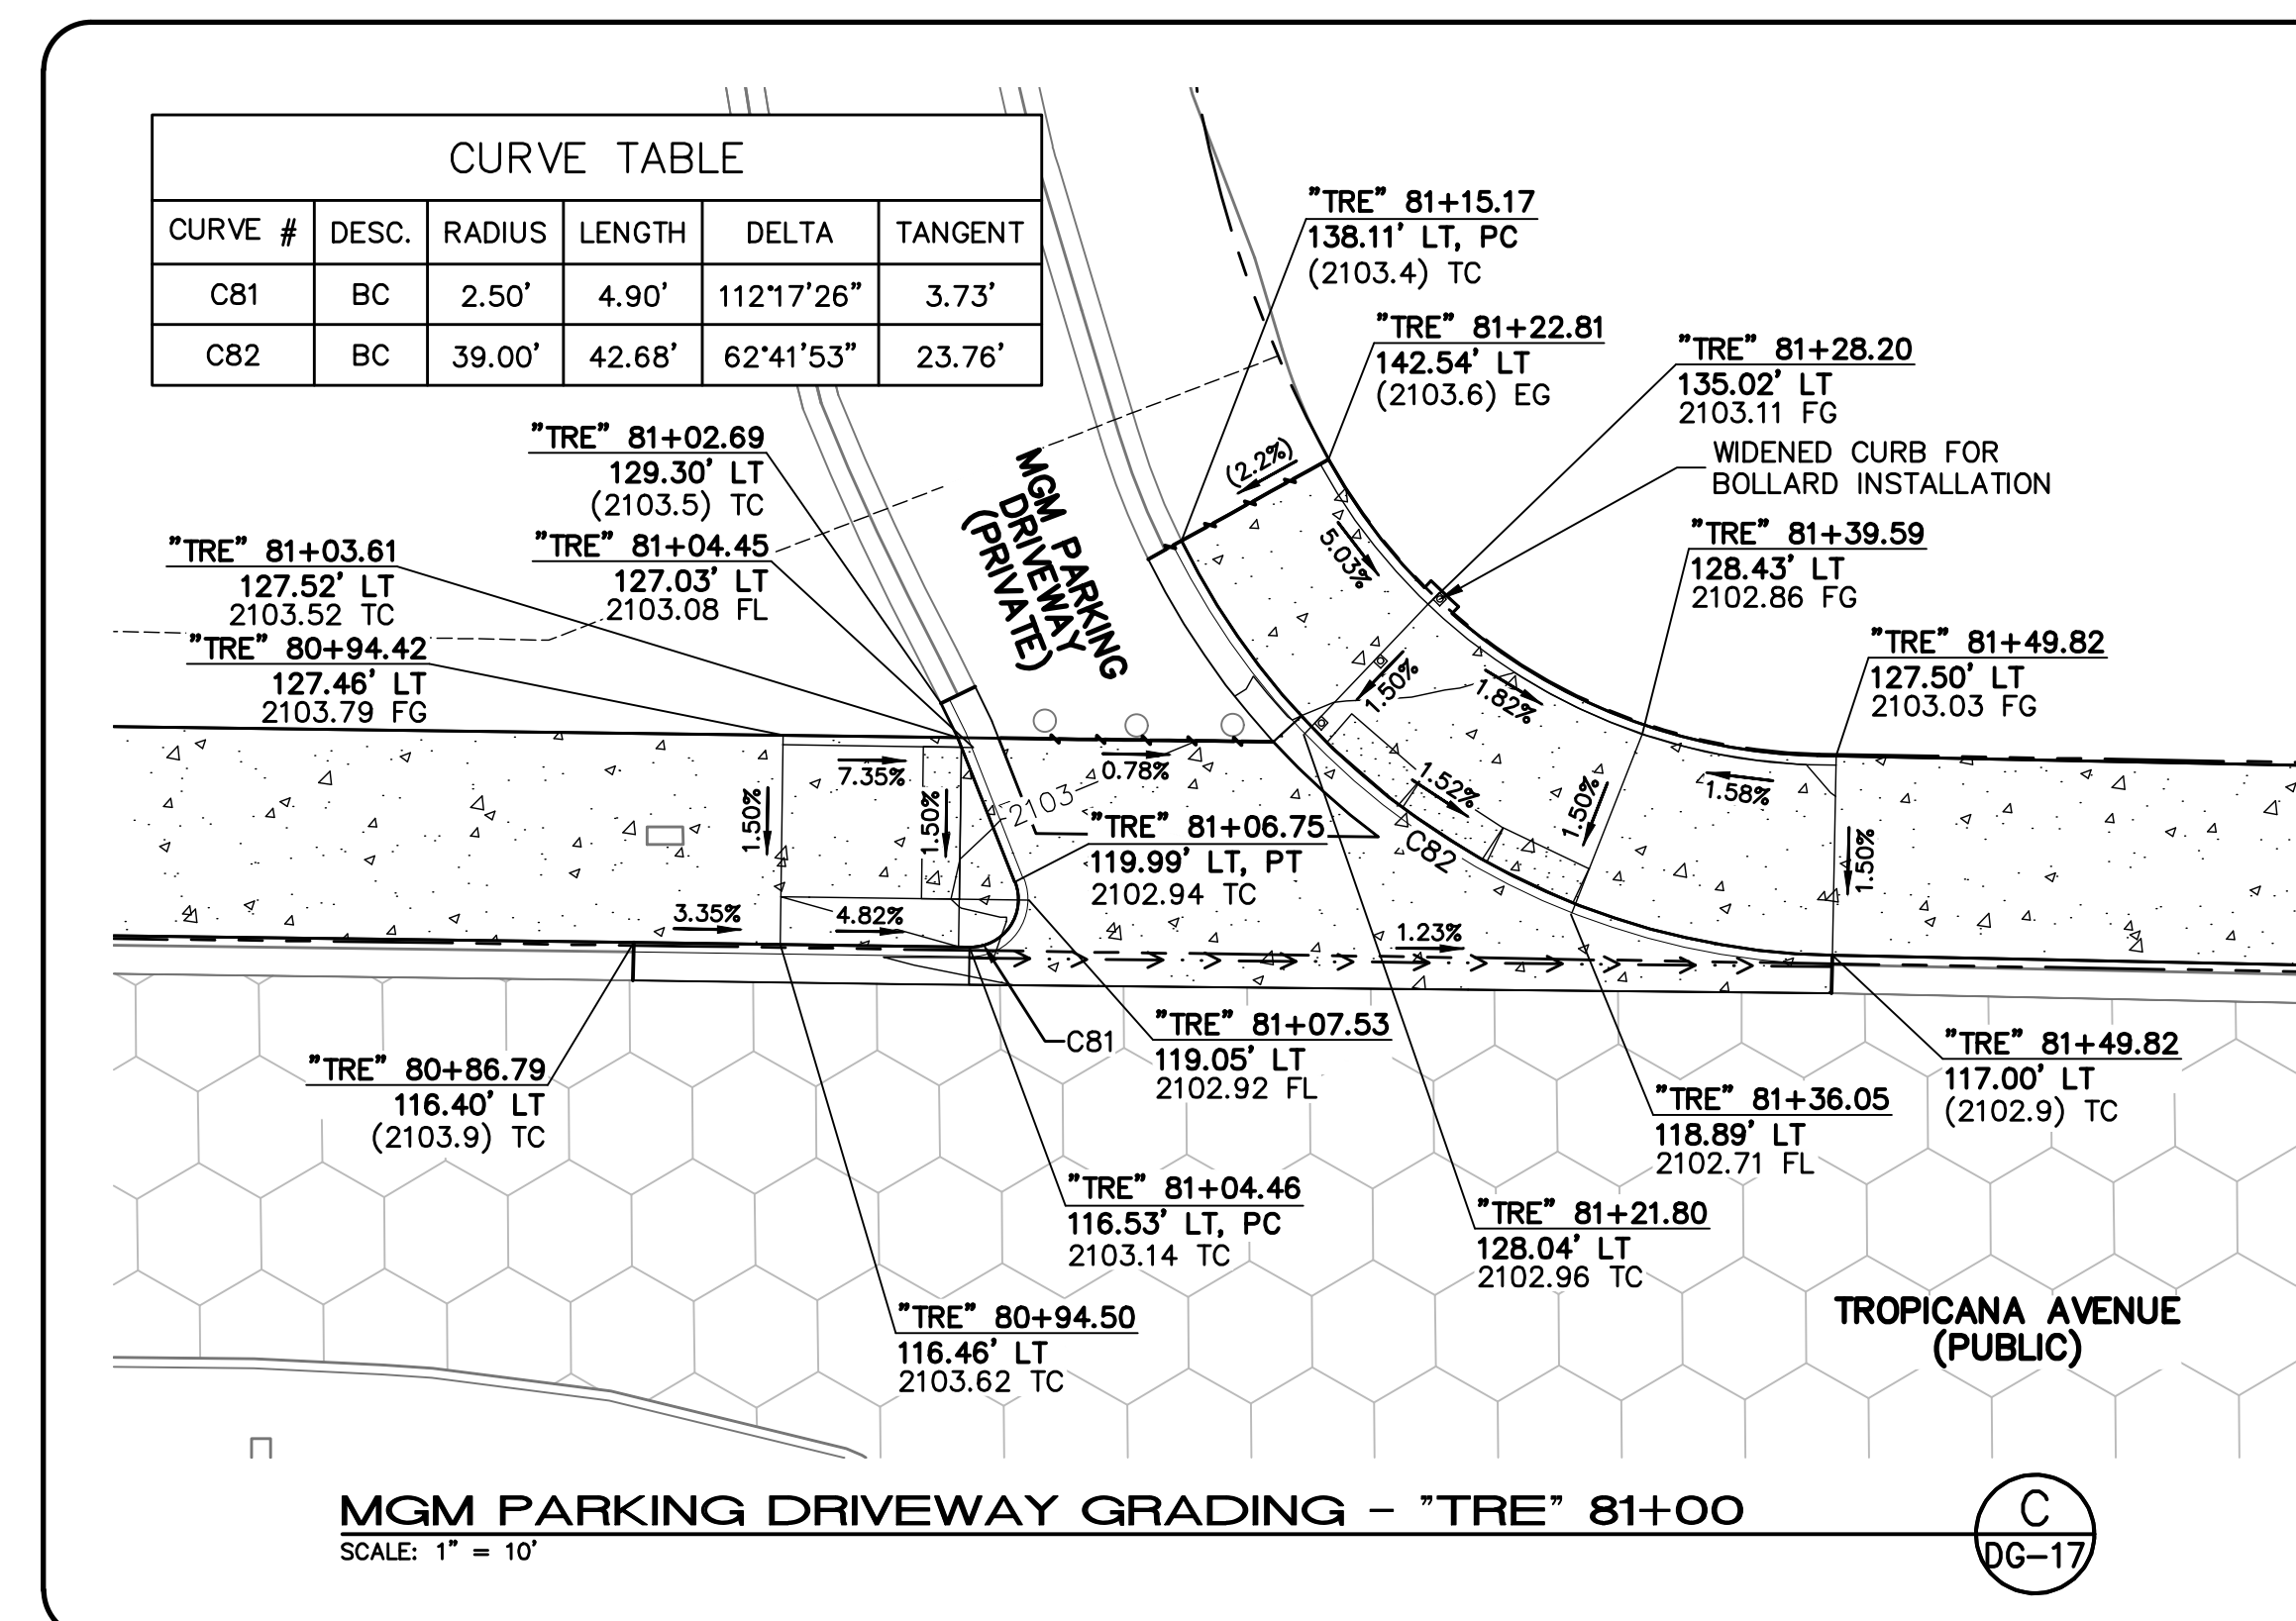 CURVE TABLE
CURVE # DESC. RADIUS LENGTH DELTA TANGENT
C81 BC 2.50' 4.90' 112°17'26" 3.73'
C82 BC 39.00' 42.68' 62°41'53" 23.76'
"TRE" 81+15.17
138.11' LT, PC
(2103.4) TC
"TRE" 81+22.81
142.54' LT
(2103.6) EG
"TRE" 81+28.20
135.02' LT
2103.11 FG
WIDENED CURB FOR
BOLLARD INSTALLATION
"TRE" 81+02.69
129.30' LT
(2103.5) TC
"TRE" 81+03.61
127.52' LT
2103.52 TC
"TRE" 81+04.45
127.03' LT
2103.08 FL
MGM PARKING
DRIVEWAY
(PRIVATE)
(2.2%)
5.03%
"TRE" 81+39.59
128.43' LT
2102.86 FG
"TRE" 80+94.42
127.46' LT
2103.79 FG
"TRE" 81+49.82
127.50' LT
2103.03 FG
1.50%
1.82%
7.35%
0.78%
1.50%
1.50%
2103
1.52%
1.50%
1.58%
1.50%
"TRE" 81+06.75
119.99' LT, PT
2102.94 TC
C82
3.35%
4.82%
1.23%
C81
"TRE" 81+07.53
119.05' LT
2102.92 FL
"TRE" 80+86.79
116.40' LT
(2103.9) TC
"TRE" 81+49.82
117.00' LT
(2102.9) TC
"TRE" 81+36.05
118.89' LT
2102.71 FL
"TRE" 81+04.46
116.53' LT, PC
2103.14 TC
"TRE" 81+21.80
128.04' LT
2102.96 TC
"TRE" 80+94.50
116.46' LT
2103.62 TC
TROPICANA AVENUE
(PUBLIC)
MGM PARKING DRIVEWAY GRADING - "TRE" 81+00
SCALE: 1" = 10'
C
DG-17